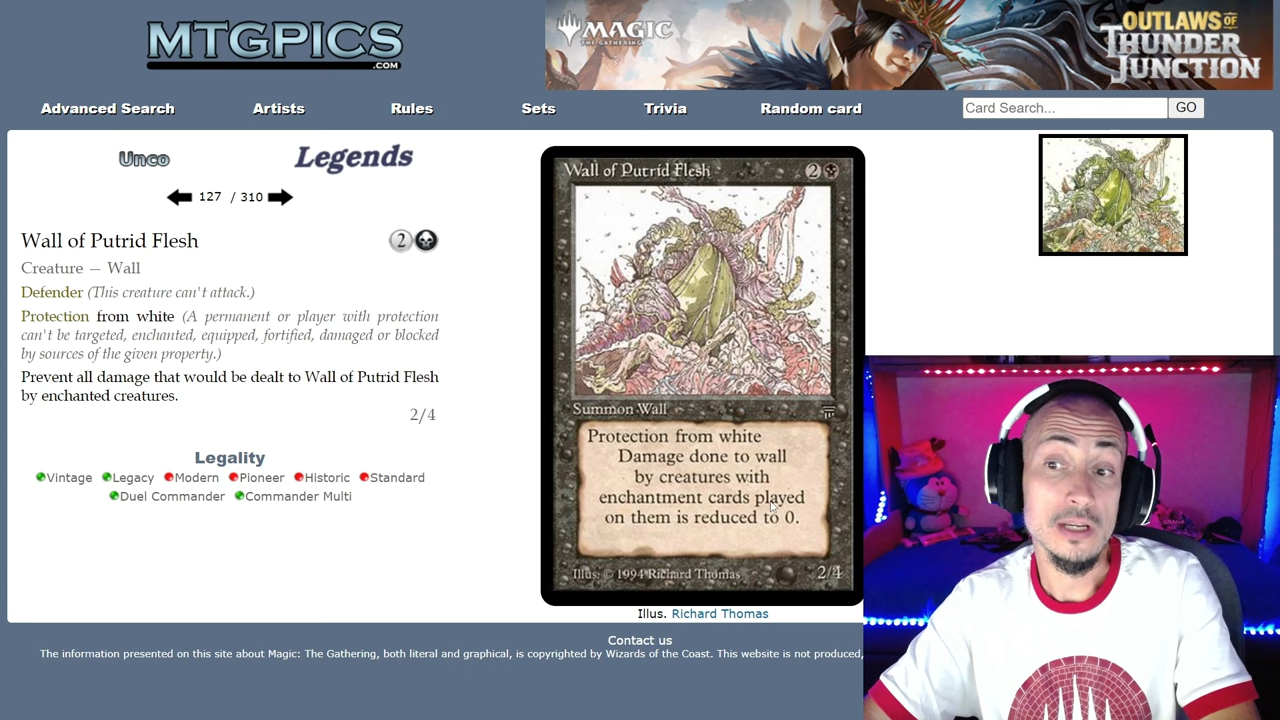 MTGPICS
.COM
MAGIC
THE GATHERING
OUTLAWS OF
THUNDER
JUNCTION
Advanced Search
Artists
Rules
Sets
Trivia
Random card
Card Search...
GO
Unco
Legends
127 / 310
Wall of Putrid Flesh
2
Creature — Wall
Defender (This creature can't attack.)
Protection from white (A permanent or player with protection
can't be targeted, enchanted, equipped, fortified, damaged or blocked
by sources of the given property.)
Prevent all damage that would be dealt to Wall of Putrid Flesh
by enchanted creatures.
2/4
Legality
Vintage Legacy Modern Pioneer Historic Standard
Duel Commander Commander Multi
Wall of Putrid Flesh 2
Summon Wall
Protection from white
Damage done to wall
by creatures with
enchantment cards played
on them is reduced to 0.
Illus: © 1994 Richard Thomas 2/4
Illus. Richard Thomas
Contact us
The information presented on this site about Magic: The Gathering, both literal and graphical, is copyrighted by Wizards of the Coast. This website is not produced,